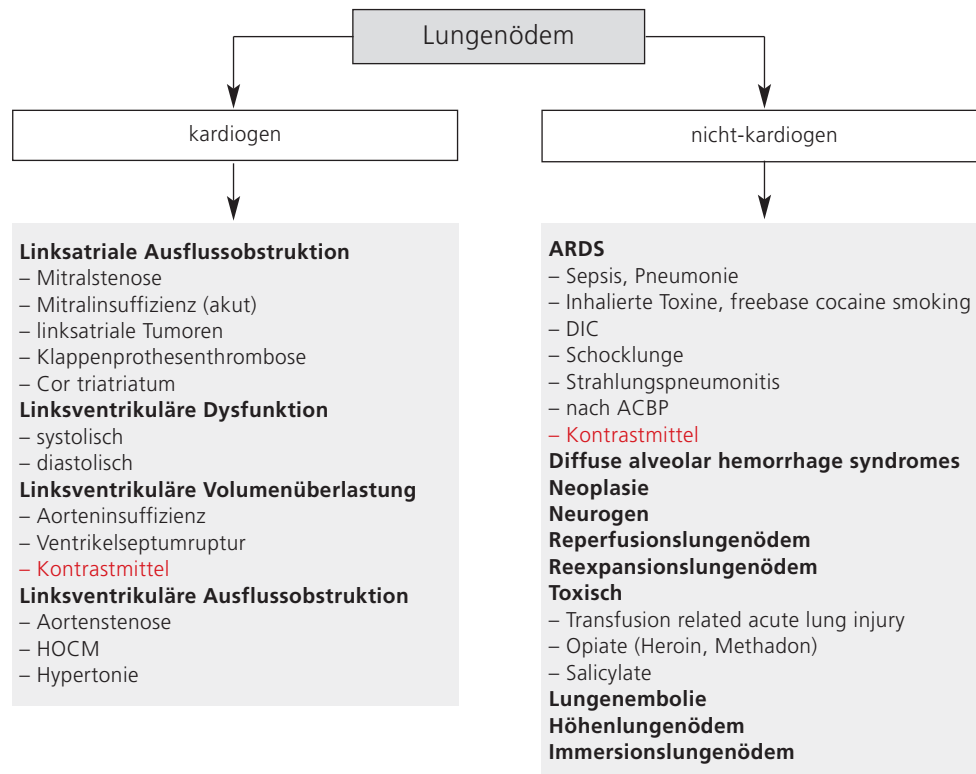 Lungenödem
kardiogen
nicht-kardiogen
Linksatriale Ausflussobstruktion
– Mitralstenose
– Mitralinsuffizienz (akut)
– linksatriale Tumoren
– Klappenprothesenthrombose
– Cor triatriatum
Linksventrikuläre Dysfunktion
– systolisch
– diastolisch
Linksventrikuläre Volumenüberlastung
– Aorteninsuffizienz
– Ventrikelseptumruptur
– Kontrastmittel
Linksventrikuläre Ausflussobstruktion
– Aortenstenose
– HOCM
– Hypertonie
ARDS
– Sepsis, Pneumonie
– Inhalierte Toxine, freebase cocaine smoking
– DIC
– Schocklunge
– Strahlungspneumonitis
– nach ACBP
– Kontrastmittel
Diffuse alveolar hemorrhage syndromes
Neoplasie
Neurogen
Reperfusionslungenödem
Reexpansionslungenödem
Toxisch
– Transfusion related acute lung injury
– Opiate (Heroin, Methadon)
– Salicylate
Lungenembolie
Höhenlungenödem
Immersionslungenödem